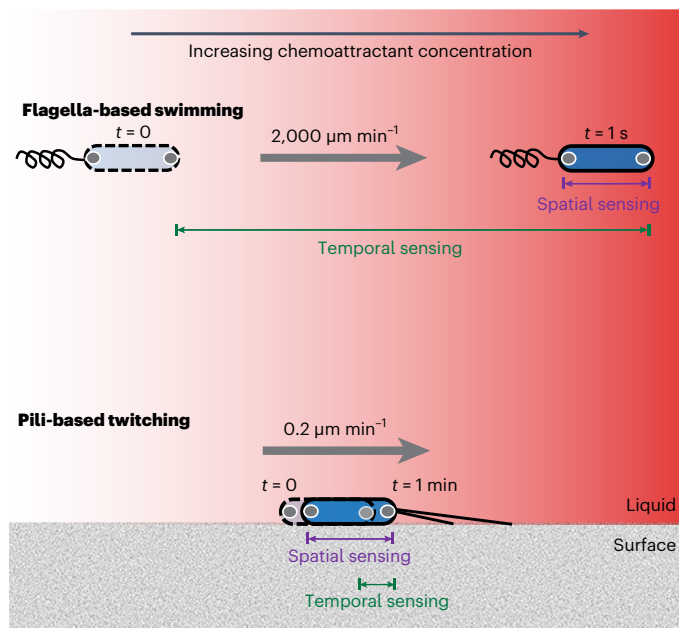 Increasing chemoattractant concentration
Flagella-based swimming
t = 0
2,000 µm min⁻¹
t = 1 s
Spatial sensing
Temporal sensing
Pili-based twitching
0.2 µm min⁻¹
t = 0
t = 1 min
Liquid
Surface
Spatial sensing
Temporal sensing